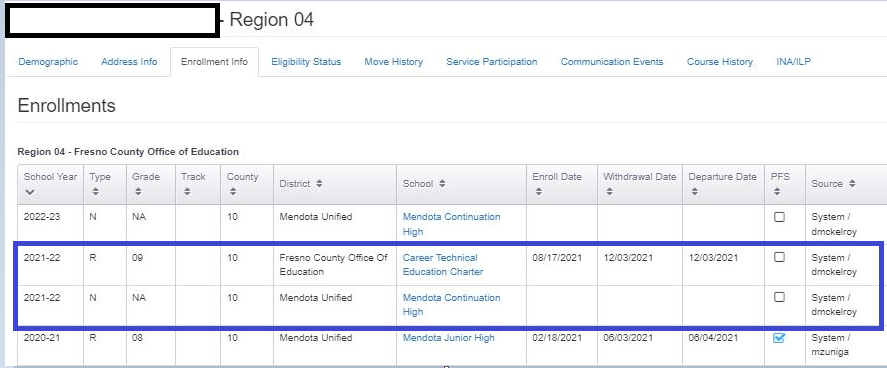 - Region 04
Demographic Address Info Enrollment Info Eligibility Status Move History Service Participation Communication Events Course History INA/ILP
Enrollments
Region 04 - Fresno County Office of Education
School Year Type Grade Track County District School Enroll Date Withdrawal Date Departure Date PFS Source
2022-23 N NA 10 Mendota Unified Mendota Continuation High System / dmckelroy
2021-22 R 09 10 Fresno County Office Of Education Career Technical Education Charter 08/17/2021 12/03/2021 12/03/2021 System / dmckelroy
2021-22 N NA 10 Mendota Unified Mendota Continuation High System / dmckelroy
2020-21 R 08 10 Mendota Unified Mendota Junior High 02/18/2021 06/03/2021 06/04/2021 System / mzuniga